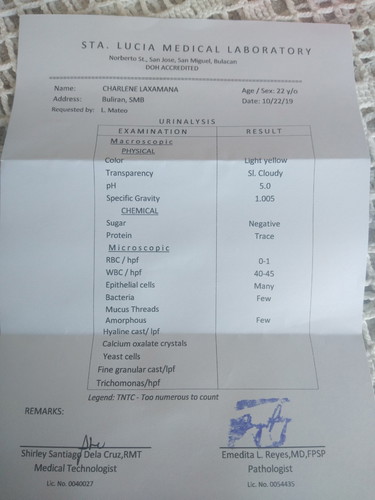 STA. LUCIA MEDICAL LABORATORY
Norberto St., San Jose, San Miguel, Bulacan
DOH ACCREDITED
Name: CHARLENE LAXAMANA Age / Sex: 22 y/o
Address: Buliran, SMB Date: 10/22/19
Requested by: L. Mateo
URINALYSIS
EXAMINATION RESULT
Macroscopic
PHYSICAL
Color Light yellow
Transparency Sl. Cloudy
pH 5.0
Specific Gravity 1.005
CHEMICAL
Sugar Negative
Protein Trace
Microscopic
RBC / hpf 0-1
WBC / hpf 40-45
Epithelial cells Many
Bacteria Few
Mucus Threads
Amorphous Few
Hyaline cast/ lpf
Calcium oxalate crystals
Yeast cells
Fine granular cast/lpf
Trichomonas/hpf
Legend: TNTC - Too numerous to count
REMARKS:
Shirley Santiago Dela Cruz,RMT Emedita L. Reyes,MD,FPSP
Medical Technologist Pathologist
Lic. No. 0040027 Lic. No. 0054435